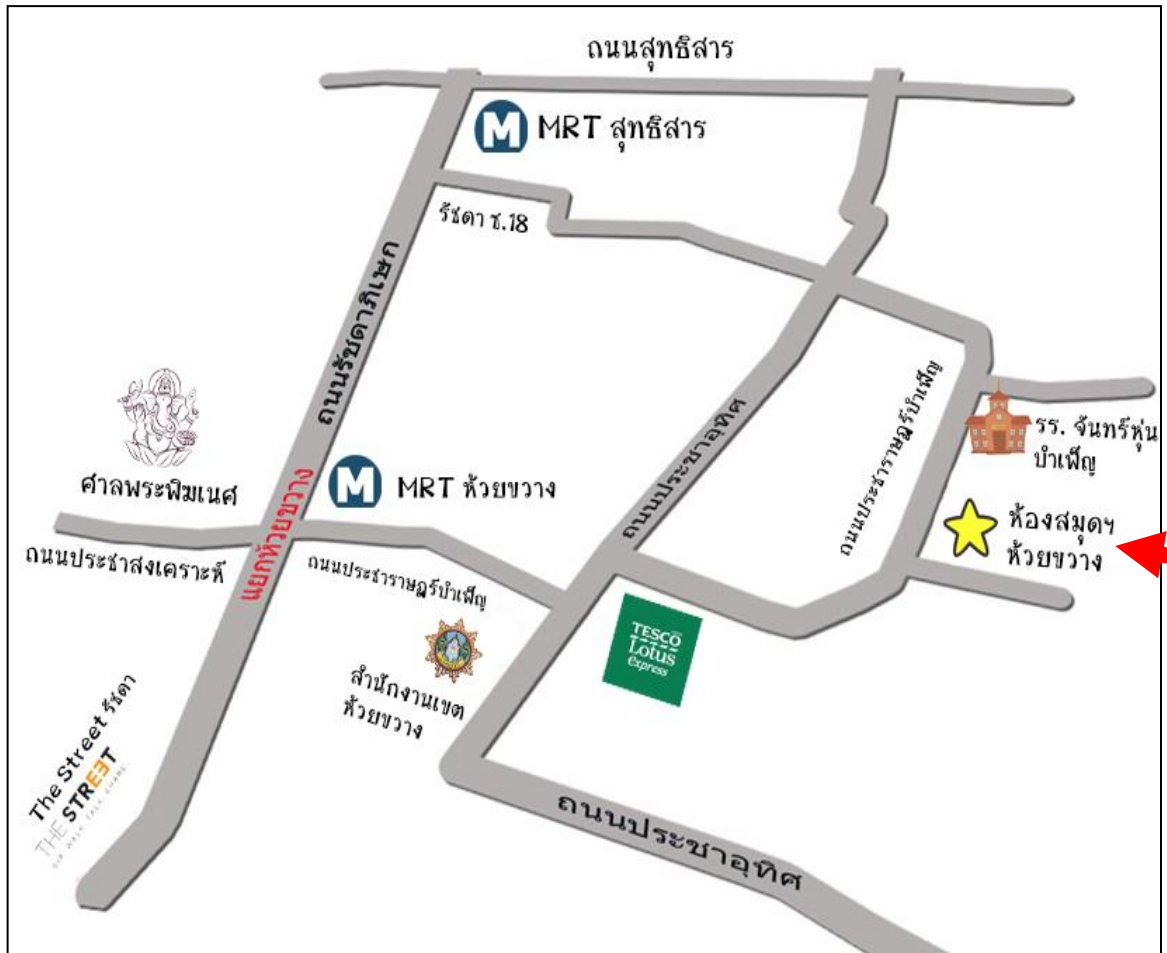 ถนนสุทธิสาร
M MRT สุทธิสาร
รัชดา ซ.18
ถนนรัชดาภิเษก
ศาลพระพิฆเนศ
M MRT ห้วยขวาง
แยกห้วยขวาง
ถนนประชาสงเคราะห์
ถนนประชาราษฎร์บำเพ็ญ
สำนักงานเขต
ห้วยขวาง
ถนนประชาอุทิศ
ถนนประชาราษฎร์บำเพ็ญ
รร. จันทร์หุ่น
บำเพ็ญ
ห้องสมุดฯ
ห้วยขวาง
TESCO
Lotus
express
The Street รัชดา
THE STREET
SIP. WALK. TALK. SHARE.
ถนนประชาอุทิศ